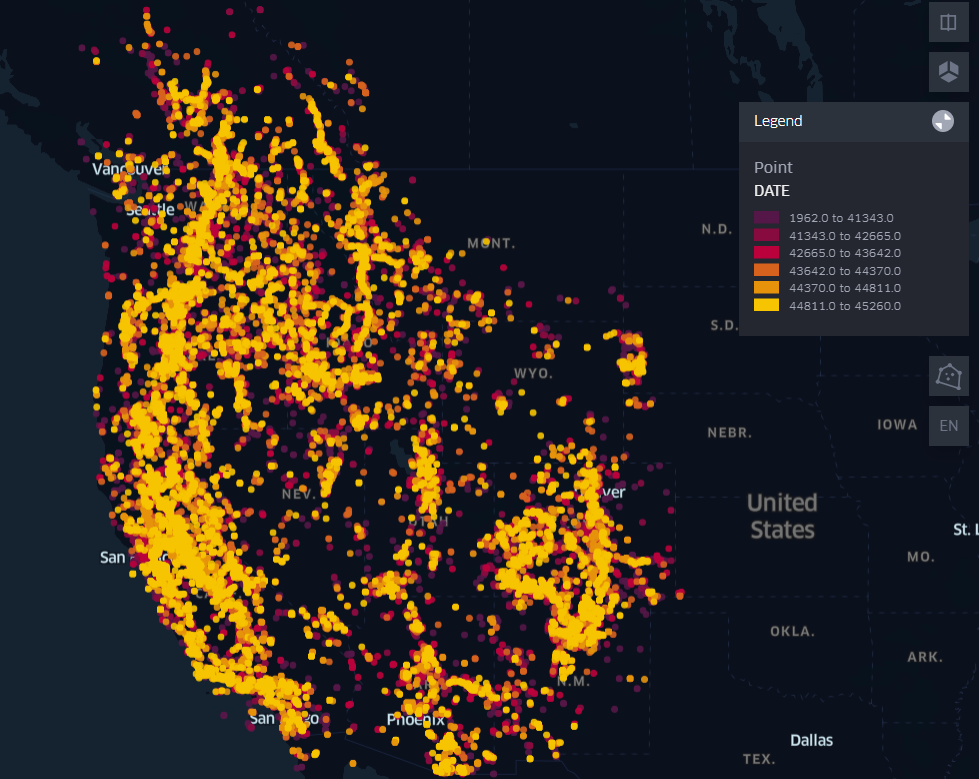 Legend
Point
DATE
1962.0 to 41343.0
41343.0 to 42665.0
42665.0 to 43642.0
43642.0 to 44370.0
44370.0 to 44811.0
44811.0 to 45260.0
EN
Vancouver
Seattle
MONT.
N.D.
S.D.
WYO.
NEBR.
IOWA
NEV.
UTAH
United
States
St. L
San
MO.
OKLA.
ARK.
N.M.
Phoenix
Dallas
TEX.